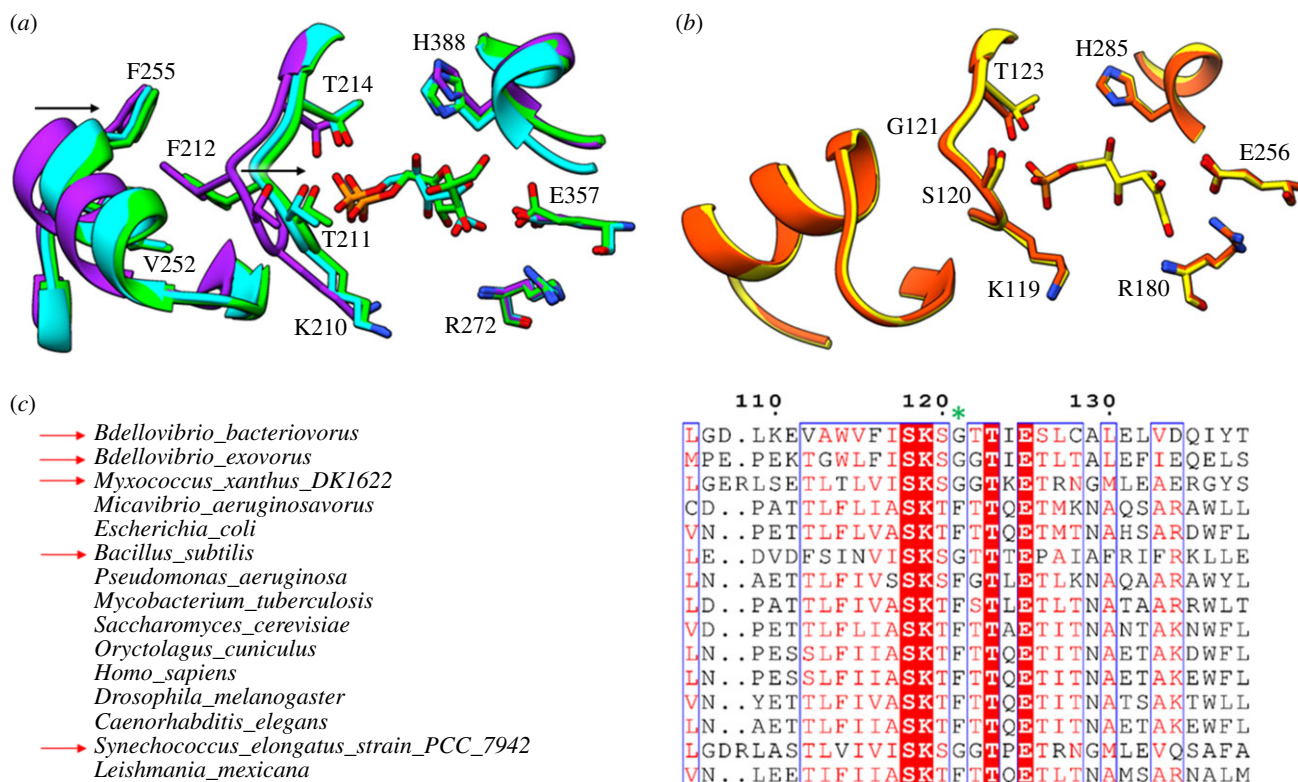 (a)
F255
T214
H388
F212
E357
T211
V252
K210
R272
(b)
T123
H285
G121
E256
S120
K119
R180
(c)
110 120 130
*
Bdellovibrio_bacteriovorus LGD.LKEVAWVFISKSGTTIESLCALELVDQIYT
Bdellovibrio_exovorus MPE.PEKTGWLFISKSGGTIETLTALEFIEQELS
Myxococcus_xanthus_DK1622 LGERLSETLTLVISKSGGTKETRNGMLEAERGYS
Micavibrio_aeruginosavorus CD..PATTLFLIASKTFTTQETMKNAQSARAWLL
Escherichia_coli VN..PETTLFLVASKTFTTQETMTNAHSARDWFL
Bacillus_subtilis LE..DVDFSINVISKSGTTTEPAIAFRIFRKLLE
Pseudomonas_aeruginosa LN..AETTLFIVSSKSFGTLETLKNAQAARAWYL
Mycobacterium_tuberculosis LD..PATTLFIVASKTFSTLETLTNATAARRWLT
Saccharomyces_cerevisiae VD..PETTLFLIASKTFTTAETITNANTAKNWFL
Oryctolagus_cuniculus LN..PESSLFIIASKTFTTQETITNAETAKDWFL
Homo_sapiens LN..PESSLFIIASKTFTTQETITNAETAKEWFL
Drosophila_melanogaster VN..YETTLFIVASKTFTTQETITNATSAKTWLL
Caenorhabditis_elegans LN..AETTLFIIASKTFTTQETITNAETAKEWFL
Synechococcus_elongatus_strain_PCC_7942 LGDRLASTLVIVISKSGGTPETRNGMLEVQSAFA
Leishmania_mexicana VN..LEETIFIIASKTFTTQETLTNAMSARNALM